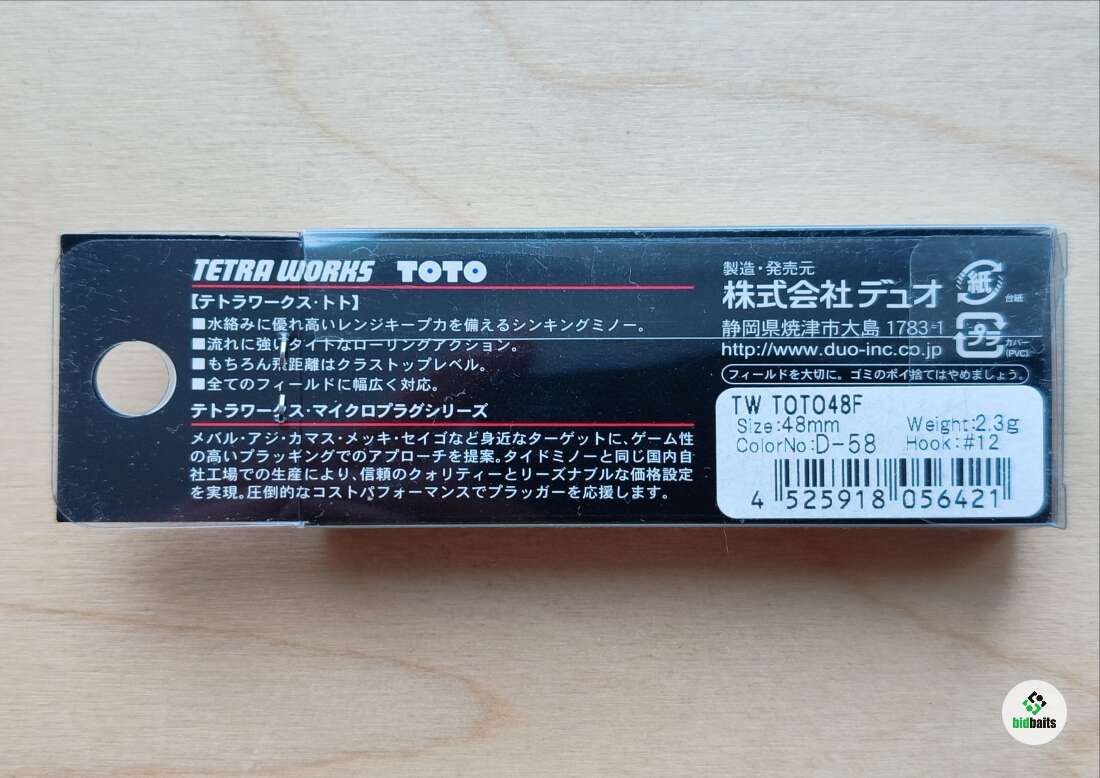 TETRA WORKS TOTO
【テトラワークス・トト】
■水絡みに優れ高いレンジキープ力を備えるシンキングミノー。
■流れに強いタイトなローリングアクション。
■もちろん飛距離はクラストップレベル。
■全てのフィールドに幅広く対応。
テトラワークス・マイクロプラグシリーズ
メバル・アジ・カマス・メッキ・セイゴなど身近なターゲットに、ゲーム性
の高いプラッギングでのアプローチを提案。タイドミノーと同じ国内自
社工場での生産により、信頼のクォリティーとリーズナブルな価格設定
を実現。圧倒的なコストパフォーマンスでプラッガーを応援します。
製造・発売元
株式会社デュオ
静岡県焼津市大島 1783-1
http://www.duo-inc.co.jp
紙
台紙
プラ
カバー
(PVC)
フィールドを大切に。ゴミのポイ捨てはやめましょう。
TW TOTO48F
Size:48mm Weight:2.3g
ColorNo:D-58 Hook:#12
4 525918 056421
bidbaits